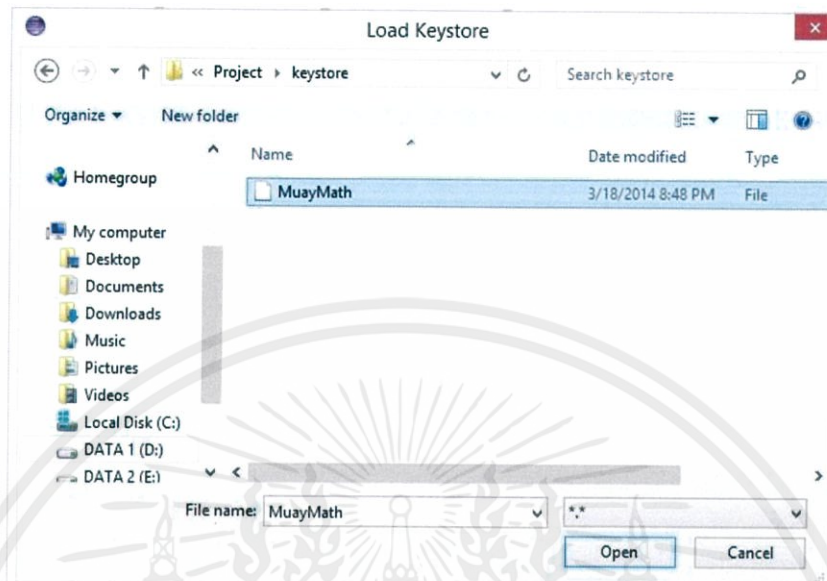 Load Keystore
« Project keystore
Search keystore
Organize New folder
Name Date modified Type
Homegroup
MuayMath 3/18/2014 8:48 PM File
My computer
Desktop
Documents
Downloads
Music
Pictures
Videos
Local Disk (C:)
DATA 1 (D:)
DATA 2 (E:)
File name: MuayMath *.*
Open Cancel